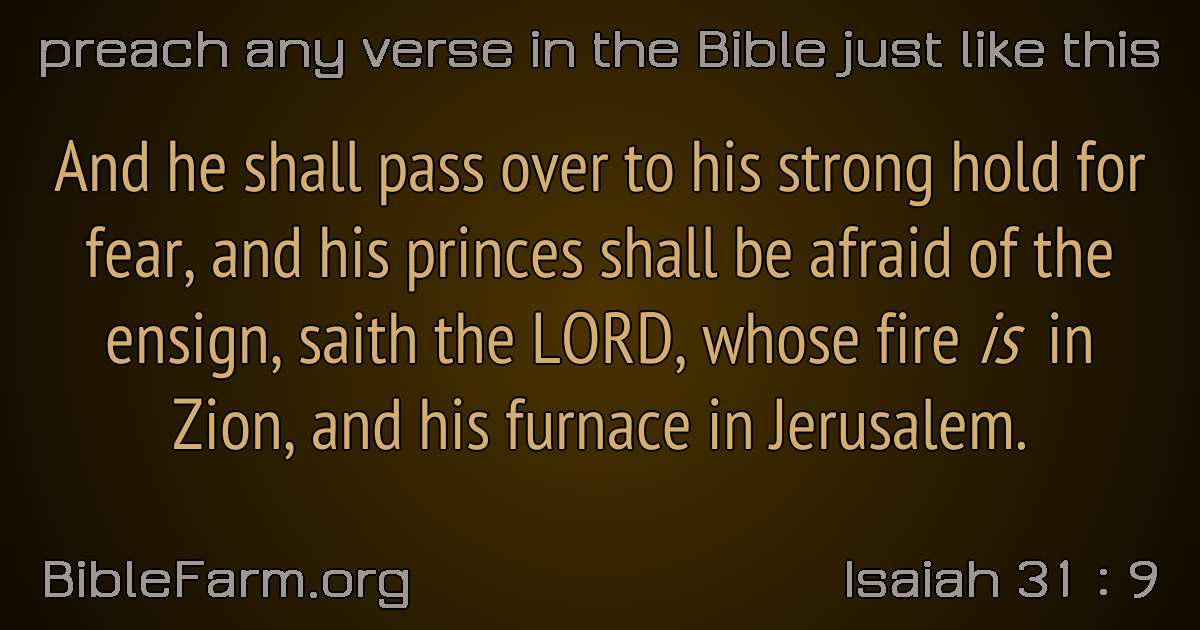 preach any verse in the Bible just like this
And he shall pass over to his strong hold for
fear, and his princes shall be afraid of the
ensign, saith the LORD, whose fire is in
Zion, and his furnace in Jerusalem.
BibleFarm.org
Isaiah 31 : 9